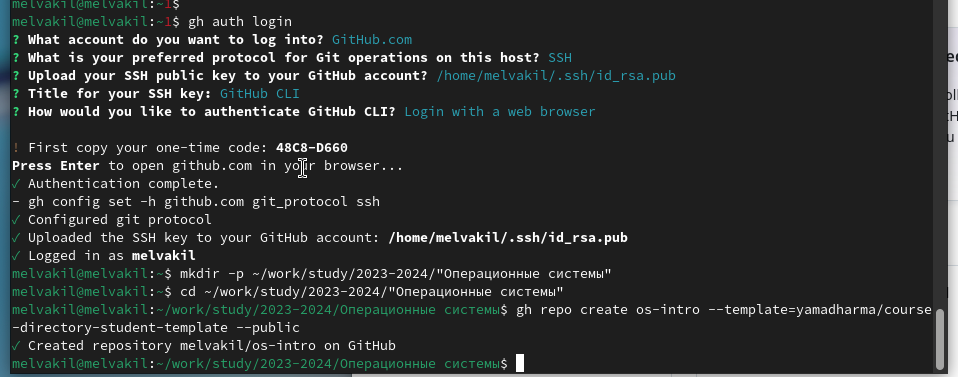 melvakil@melvakil:~1$
melvakil@melvakil:~1$ gh auth login
? What account do you want to log into? GitHub.com
? What is your preferred protocol for Git operations on this host? SSH
? Upload your SSH public key to your GitHub account? /home/melvakil/.ssh/id_rsa.pub
? Title for your SSH key: GitHub CLI
? How would you like to authenticate GitHub CLI? Login with a web browser
! First copy your one-time code: 48C8-D660
Press Enter to open github.com in your browser...
✓ Authentication complete.
- gh config set -h github.com git_protocol ssh
✓ Configured git protocol
✓ Uploaded the SSH key to your GitHub account: /home/melvakil/.ssh/id_rsa.pub
✓ Logged in as melvakil
melvakil@melvakil:~$ mkdir -p ~/work/study/2023-2024/"Операционные системы"
melvakil@melvakil:~$ cd ~/work/study/2023-2024/"Операционные системы"
melvakil@melvakil:~/work/study/2023-2024/Операционные системы$ gh repo create os-intro --template=yamadharma/course
-directory-student-template --public
✓ Created repository melvakil/os-intro on GitHub
melvakil@melvakil:~/work/study/2023-2024/Операционные системы$